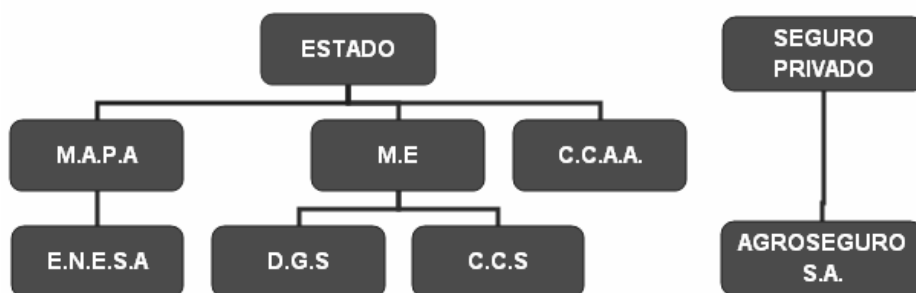 ESTADO
SEGURO
PRIVADO
M.A.P.A
M.E
C.C.A.A.
E.N.E.S.A
D.G.S
C.C.S
AGROSEGURO
S.A.